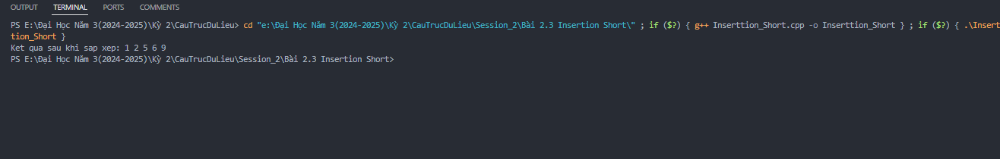 OUTPUT TERMINAL PORTS COMMENTS
PS E:\Đại Học Năm 3(2024-2025)\Kỳ 2\CauTrucDuLieu> cd "e:\Đại Học Năm 3(2024-2025)\Kỳ 2\CauTrucDuLieu\Session_2\Bài 2.3 Insertion Short\" ; if ($?) { g++ Inserttion_Short.cpp -o Inserttion_Short } ; if ($?) { .\Insert
tion_Short }
Ket qua sau khi sap xep: 1 2 5 6 9
PS E:\Đại Học Năm 3(2024-2025)\Kỳ 2\CauTrucDuLieu\Session_2\Bài 2.3 Insertion Short>